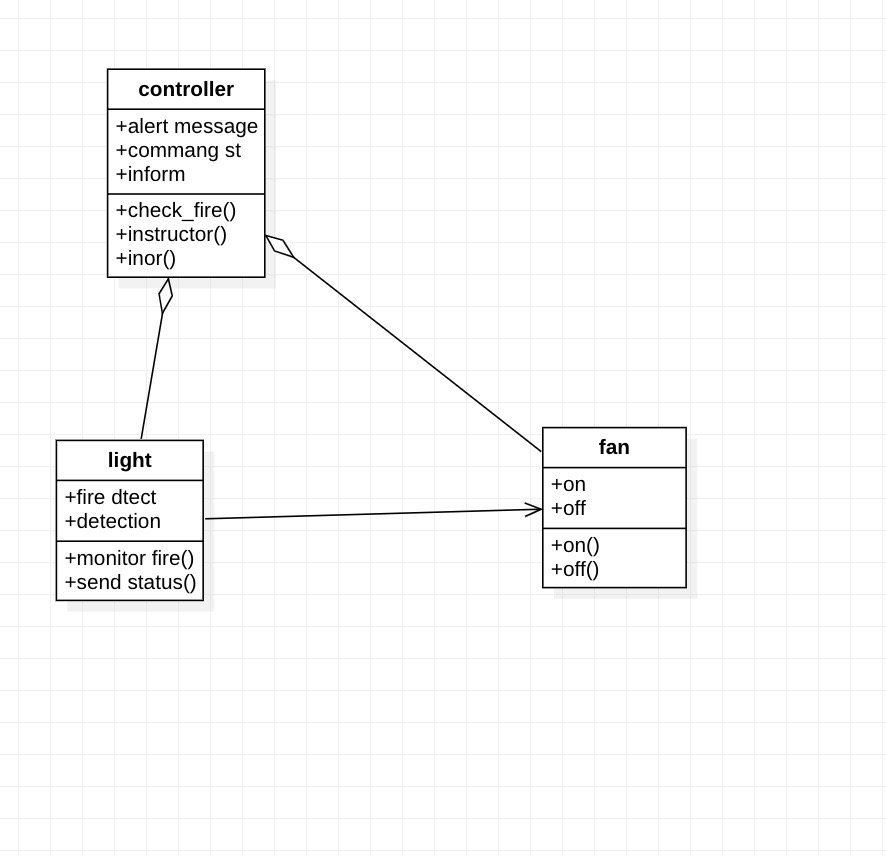 controller
+alert message
+commang st
+inform
+check_fire()
+instructor()
+inor()
light
+fire dtect
+detection
+monitor fire()
+send status()
fan
+on
+off
+on()
+off()